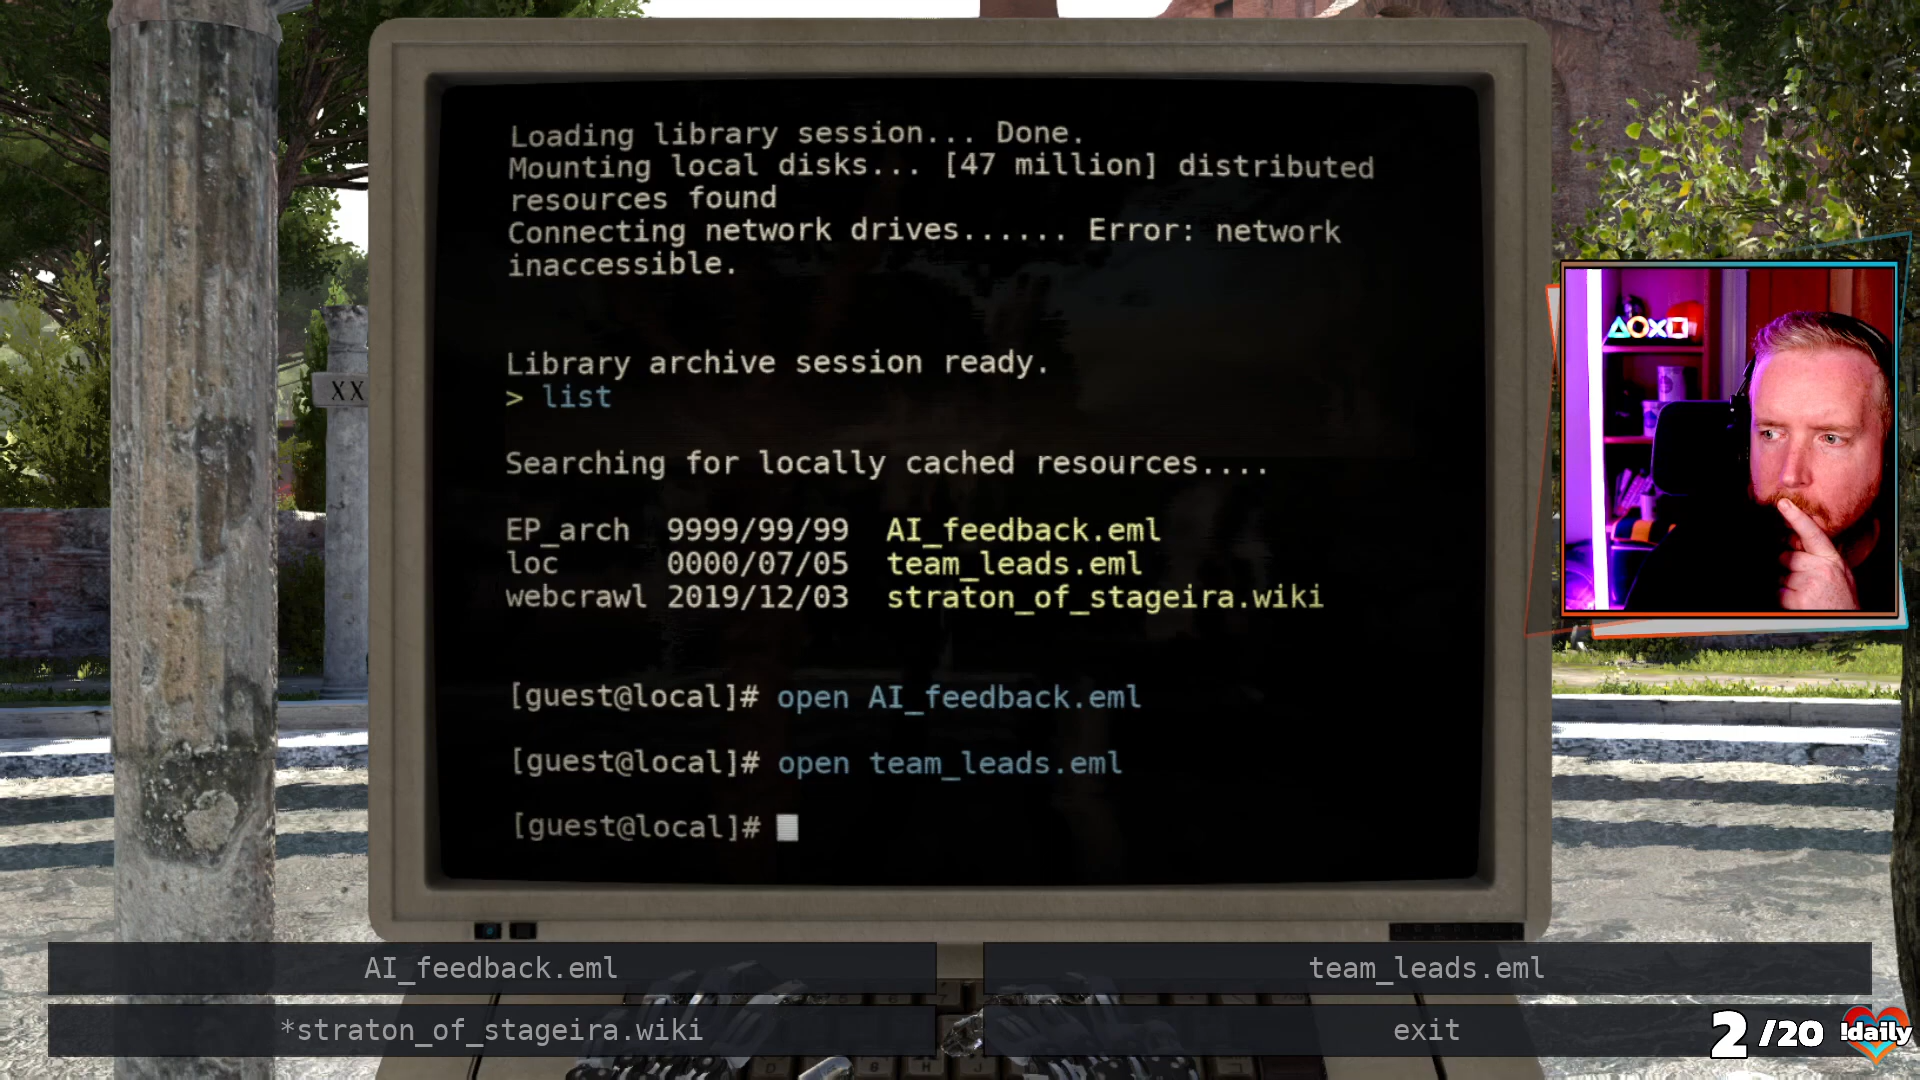 Loading library session... Done.
Mounting local disks... [47 million] distributed
resources found
Connecting network drives...... Error: network
inaccessible.
Library archive session ready.
> list
Searching for locally cached resources....
EP_arch 9999/99/99 AI_feedback.eml
loc 0000/07/05 team_leads.eml
webcrawl 2019/12/03 straton_of_stageira.wiki
[guest@local]# open AI_feedback.eml
[guest@local]# open team_leads.eml
[guest@local]#
XX
AI_feedback.eml
team_leads.eml
*straton_of_stageira.wiki
exit
2/20 !daily